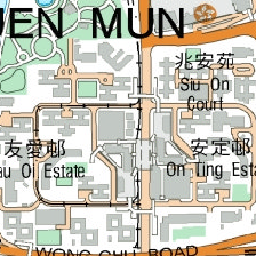 UEN MUN
兆安苑
Siu On
Court
友愛邨
au Oi Estate
安定邨
On Ting Esta
WONG CHU ROAD